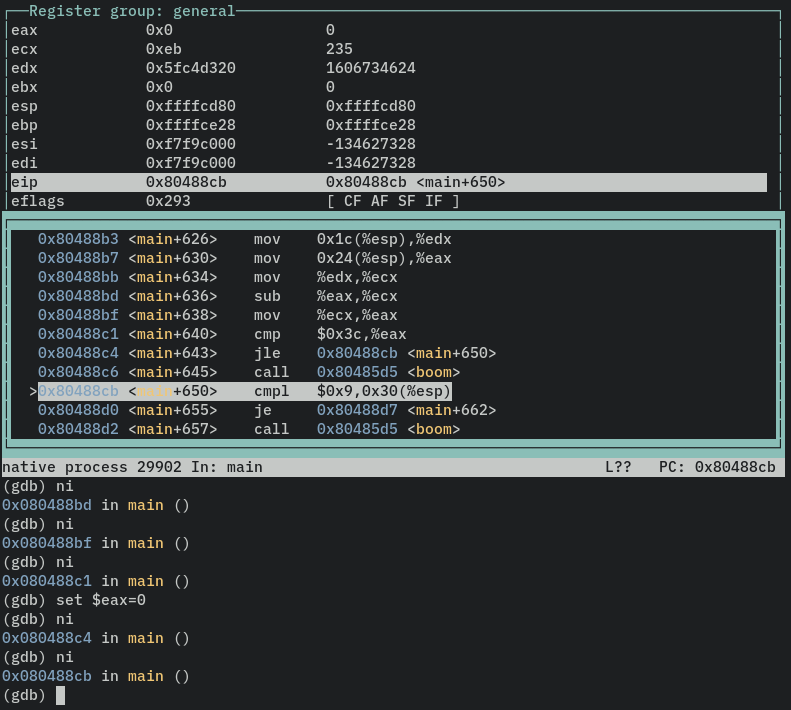 Register group: general
eax 0x0 0
ecx 0xeb 235
edx 0x5fc4d320 1606734624
ebx 0x0 0
esp 0xffffcd80 0xffffcd80
ebp 0xffffce28 0xffffce28
esi 0xf7f9c000 -134627328
edi 0xf7f9c000 -134627328
eip 0x80488cb 0x80488cb <main+650>
eflags 0x293 [ CF AF SF IF ]
0x80488b3 <main+626> mov 0x1c(%esp),%edx
0x80488b7 <main+630> mov 0x24(%esp),%eax
0x80488bb <main+634> mov %edx,%ecx
0x80488bd <main+636> sub %eax,%ecx
0x80488bf <main+638> mov %ecx,%eax
0x80488c1 <main+640> cmp $0x3c,%eax
0x80488c4 <main+643> jle 0x80488cb <main+650>
0x80488c6 <main+645> call 0x80485d5 <boom>
>0x80488cb <main+650> cmpl $0x9,0x30(%esp)
0x80488d0 <main+655> je 0x80488d7 <main+662>
0x80488d2 <main+657> call 0x80485d5 <boom>
native process 29902 In: main L?? PC: 0x80488cb
(gdb) ni
0x080488bd in main ()
(gdb) ni
0x080488bf in main ()
(gdb) ni
0x080488c1 in main ()
(gdb) set $eax=0
(gdb) ni
0x080488c4 in main ()
(gdb) ni
0x080488cb in main ()
(gdb)